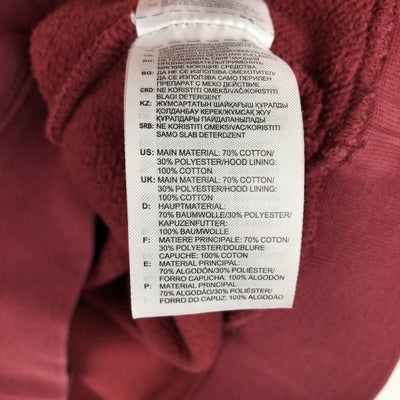 BG: ДА НЕ СЕ ИЗПОЛЗВА ОМЕКОТИТЕЛ/
ДА СЕ ИЗПОЛЗВА САМО ПЕРИЛЕН
ПРЕПАРАТ С МЕКО ДЕЙСТВИЕ
CRO: NE KORISTITI OMEKŠIVAČ/KORISTITI
BLAGI DETERGENT
KZ: ЖҰМСАРТАТЫН ШАЙҚАҒЫШ ҚҰРАЛДЫ
ҚОЛДАНБАУ КЕРЕК/ЖҰМСАҚ ЖУУ
ҚҰРАЛДАРЫ ПАЙДАЛАНЫЛАДЫ
SRB: NE KORISTITI OMEKŠIVAČ/KORISTITI
SAMO SLAB DETERDŽENT
US: MAIN MATERIAL: 70% COTTON/
30% POLYESTER/HOOD LINING:
100% COTTON
UK: MAIN MATERIAL: 70% COTTON/
30% POLYESTER/HOOD LINING:
100% COTTON
D: HAUPTMATERIAL:
70% BAUMWOLLE/30% POLYESTER/
KAPUZENFUTTER:
100% BAUMWOLLE
F: MATIERE PRINCIPALE: 70% COTON/
30% POLYESTER/DOUBLURE
CAPUCHE: 100% COTON
E: MATERIAL PRINCIPAL:
70% ALGODÓN/30% POLIÉSTER/
FORRO CAPUCHA: 100% ALGODÓN
P: MATERIAL PRINCIPAL:
70% ALGODÃO/30% POLIÉSTER/
FORRO DO CAPUZ: 100% ALGODÃO